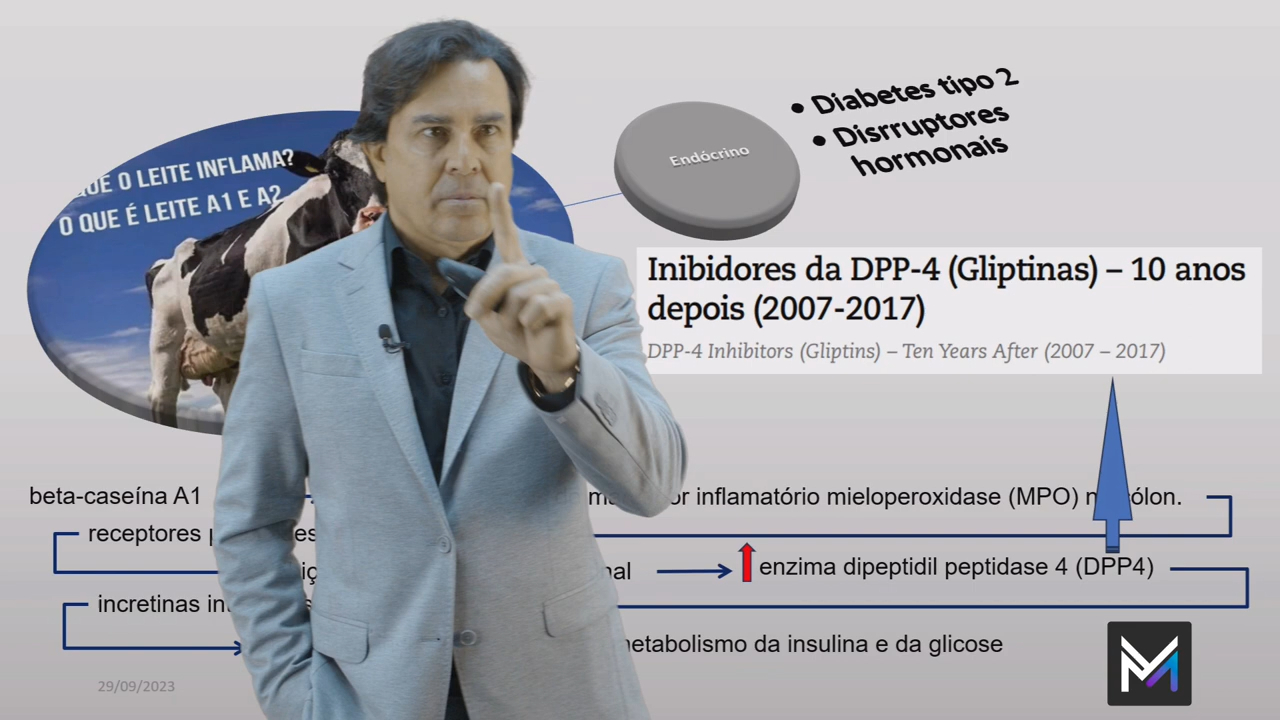 O LEITE INFLAMA?
O QUE É LEITE A1 E A2
Endócrino
• Diabetes tipo 2
• Disrruptores
hormonais
Inibidores da DPP-4 (Gliptinas) – 10 anos
depois (2007-2017)
DPP-4 Inhibitors (Gliptins) – Ten Years After (2007 – 2017)
beta-caseína A1 inflamatório mieloperoxidase (MPO)
receptores
enzima dipeptidil peptidase 4 (DPP4)
incretinas
da insulina e da glicose
29/09/2023